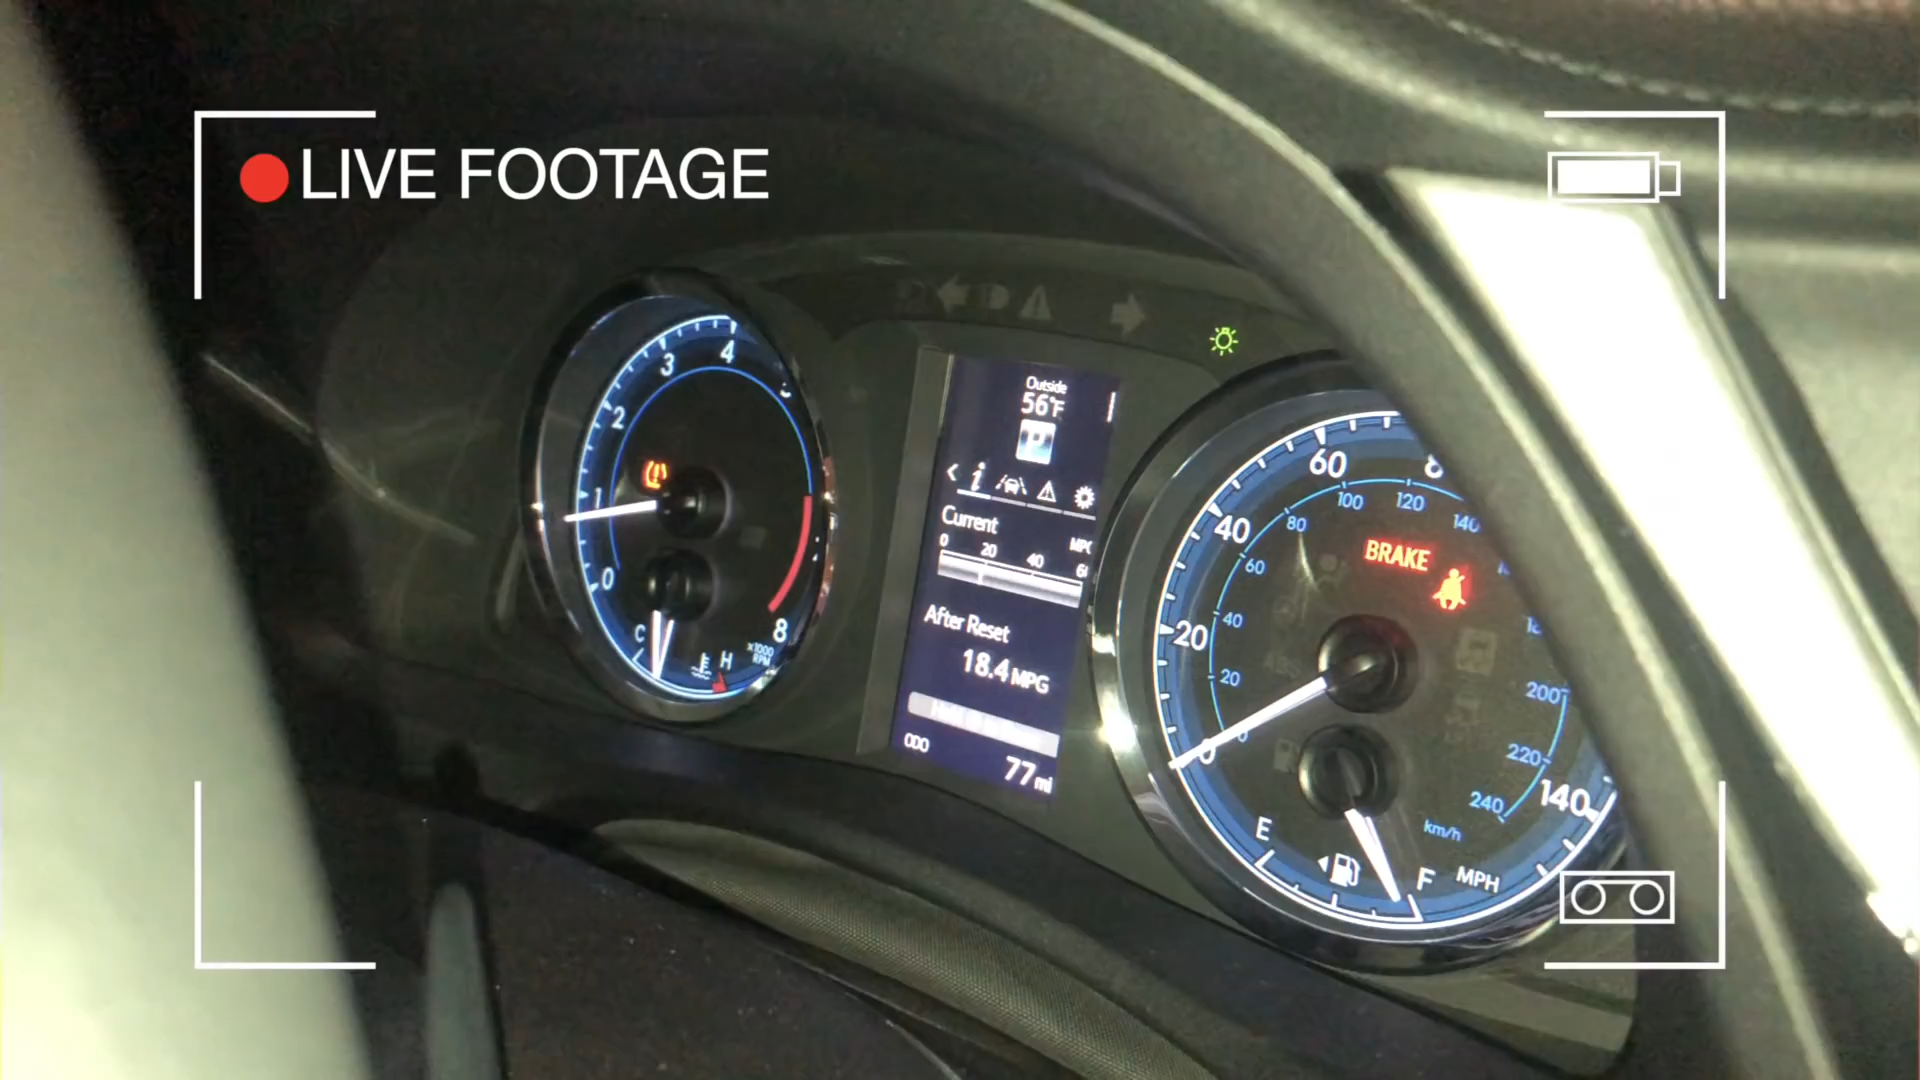 LIVE FOOTAGE
Outside
56°F
P
Current
0 20 40 MPG
After Reset
18.4 MPG
ODO
77 mi
0 1 2 3 4 8
x1000
RPM
C H
0 20 40 60
20 40 60 80 100 120 140
200
220
240
140
BRAKE
km/h
MPH
E F